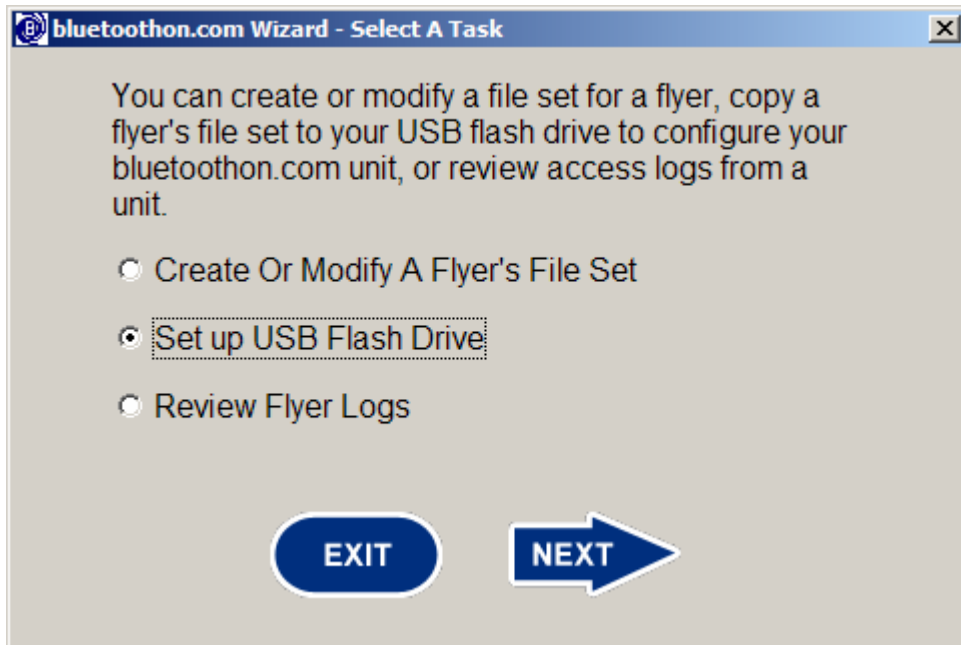 bluetoothon.com Wizard - Select A Task
You can create or modify a file set for a flyer, copy a
flyer's file set to your USB flash drive to configure your
bluetoothon.com unit, or review access logs from a
unit.
Create Or Modify A Flyer's File Set
Set up USB Flash Drive
Review Flyer Logs
EXIT
NEXT